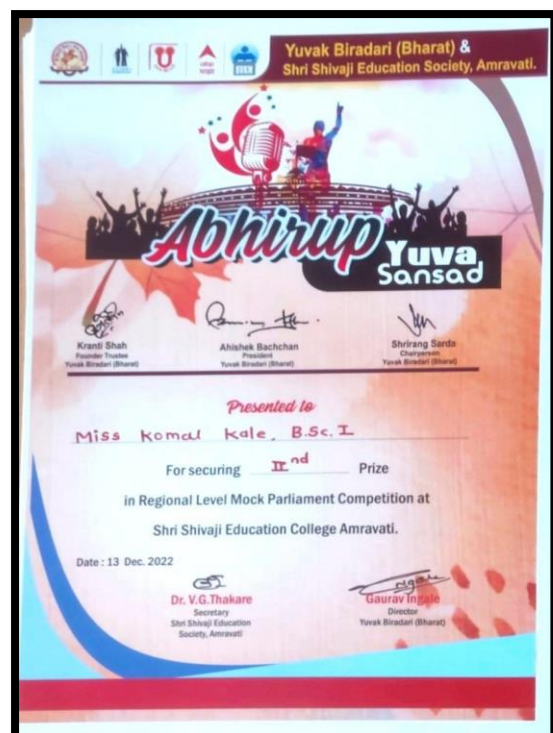 Yuvak Biradari (Bharat) &
Shri Shivaji Education Society, Amravati.
Abhirup
Yuva
Sansad
Kranti Shah
Founder Trustee
Yuvak Biradari (Bharat)
Ahishek Bachchan
President
Yuvak Biradari (Bharat)
Shrirang Sarda
Chairperson
Yuvak Biradari (Bharat)
Presented to
Miss Komal Kale, B.Sc. I
For securing IInd Prize
in Regional Level Mock Parliament Competition at
Shri Shivaji Education College Amravati.
Date : 13 Dec. 2022
Dr. V.G.Thakare
Secretary
Shri Shivaji Education
Society, Amravati
Gaurav Ingale
Director
Yuvak Biradari (Bharat)